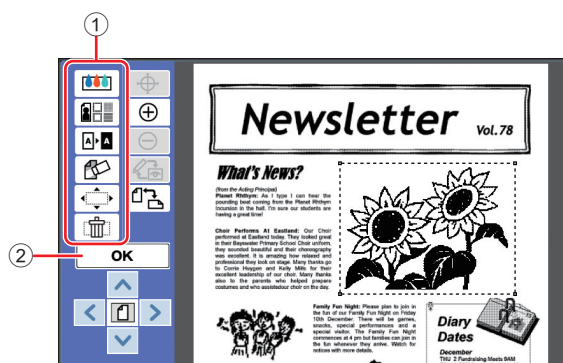 1
2
A A
OK
Newsletter Vol. 78
What's News?
(from the Acting Principal)
Planet Rhthym: As I type I can hear the
pounding beat coming from the Planet Rhthym
Incursion in the hall. I'm sure our students are
having a great time!
Choir Performs At Eastland: Our Choir
performed at Eastland today. They looked great
in their Bayswater Primary School Choir uniform,
they sounded beautiful and their choreography
was excellent. It is amazing how relaxed and
professional they look on stage. Many thanks go
to Corrie Huygen and Kelly Mills for their
excellent leadership of our choir. Many thanks
also to the parents who helped prepare
costumes and who assistedour choir on the day.
Family Fun Night: Please plan to join in
the fun of our Family Fun Night on Friday
10th December. There will be games,
snacks, special performances and a
special visitor. The Family Fun Night
commences at 4 pm but families can join in
the fun whenever they arrive. Watch for
notices with more details.
Diary
Dates
December
THU 2 Fundraising Meets 9AM